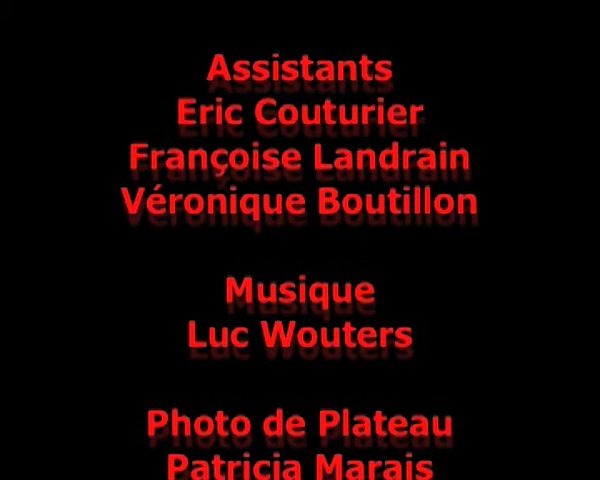 Assistants
Eric Couturier
Françoise Landrain
Véronique Boutillon
Musique
Luc Wouters
Photo de Plateau
Patricia Marais